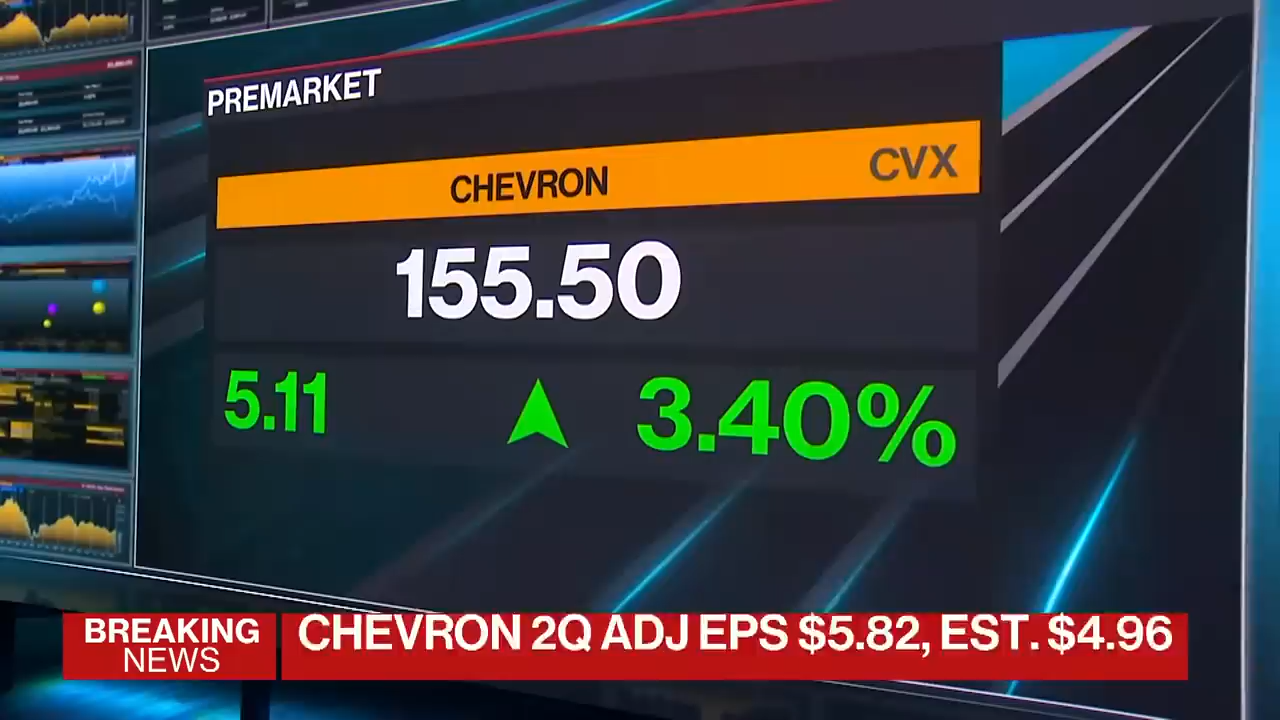 PREMARKET
CHEVRON CVX
155.50
5.11 ▲ 3.40%
BREAKING NEWS
CHEVRON 2Q ADJ EPS $5.82, EST. $4.96